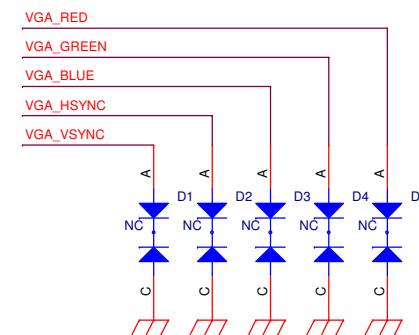 VGA_RED
VGA_GREEN
VGA_BLUE
VGA_HSYNC
VGA_VSYNC
A A A A A
D1 D2 D3 D4 D
NC NC NC NC NC
C C C C C